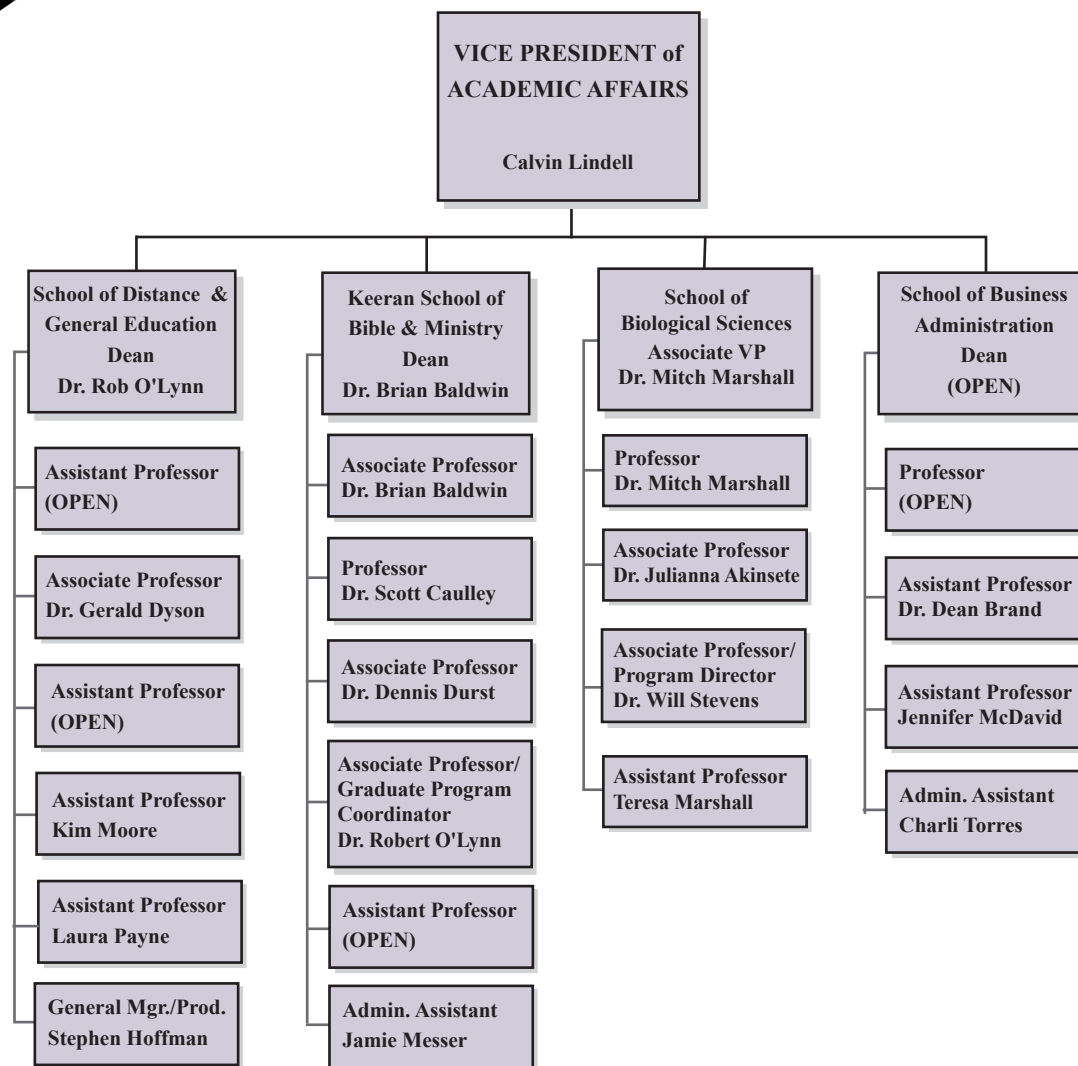 VICE PRESIDENT of
ACADEMIC AFFAIRS
Calvin Lindell
School of Distance &
General Education
Dean
Dr. Rob O'Lynn
Assistant Professor
(OPEN)
Associate Professor
Dr. Gerald Dyson
Assistant Professor
(OPEN)
Assistant Professor
Kim Moore
Assistant Professor
Laura Payne
General Mgr./Prod.
Stephen Hoffman
Keeran School of
Bible & Ministry
Dean
Dr. Brian Baldwin
Associate Professor
Dr. Brian Baldwin
Professor
Dr. Scott Caulley
Associate Professor
Dr. Dennis Durst
Associate Professor/
Graduate Program
Coordinator
Dr. Robert O'Lynn
Assistant Professor
(OPEN)
Admin. Assistant
Jamie Messer
School of
Biological Sciences
Associate VP
Dr. Mitch Marshall
Professor
Dr. Mitch Marshall
Associate Professor
Dr. Julianna Akinsete
Associate Professor/
Program Director
Dr. Will Stevens
Assistant Professor
Teresa Marshall
School of Business
Administration
Dean
(OPEN)
Professor
(OPEN)
Assistant Professor
Dr. Dean Brand
Assistant Professor
Jennifer McDavid
Admin. Assistant
Charli Torres